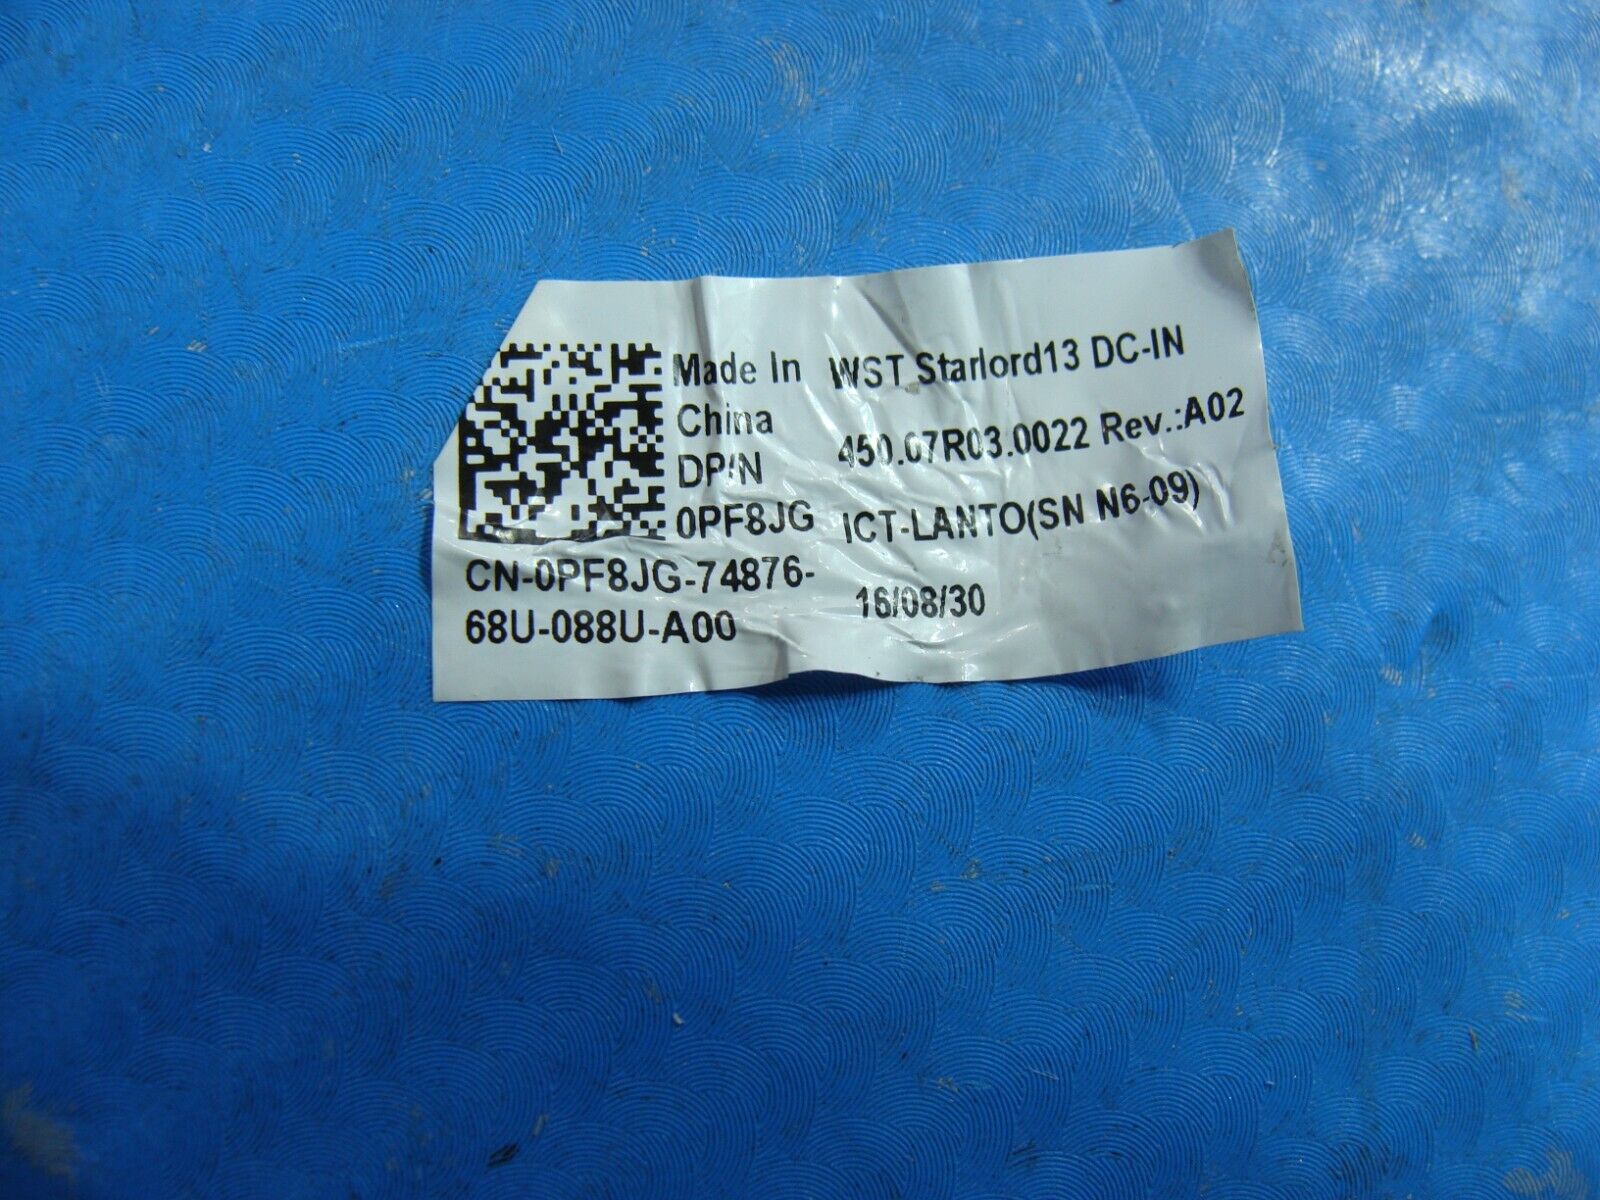 Made In
China
DP/N
0PF8JG
CN-0PF8JG-74876-
68U-088U-A00
WST Starlord13 DC-IN
450.07R03.0022 Rev.:A02
ICT-LANTO(SN N6-09)
16/08/30